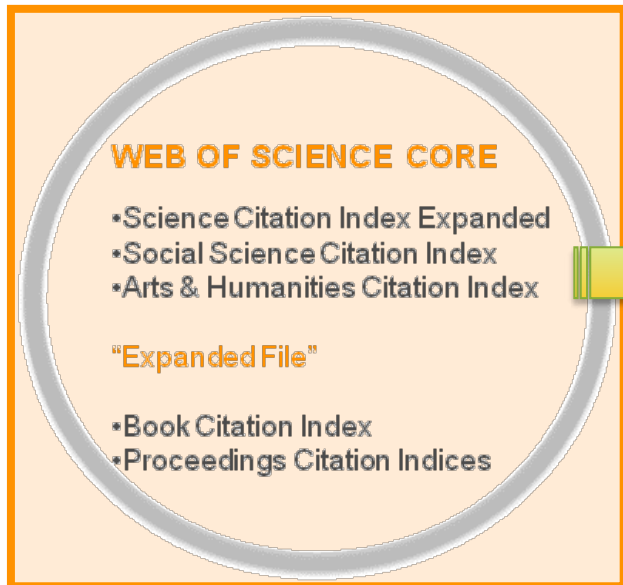 WEB OF SCIENCE CORE
•Science Citation Index Expanded
•Social Science Citation Index
•Arts & Humanities Citation Index
“Expanded File”
•Book Citation Index
•Proceedings Citation Indices